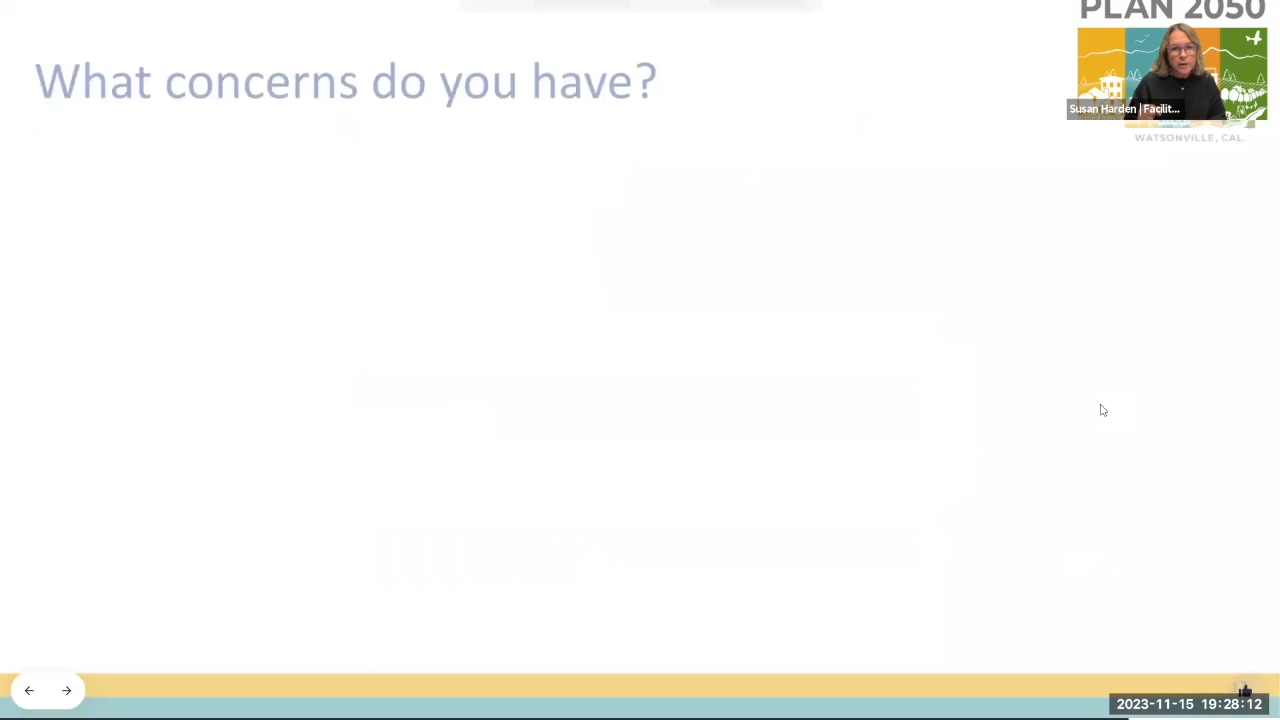 PLAN 2050
What concerns do you have?
Susan Harden | Facilit...
WATSONVILLE, CAL.
2023-11-15 19:28:12